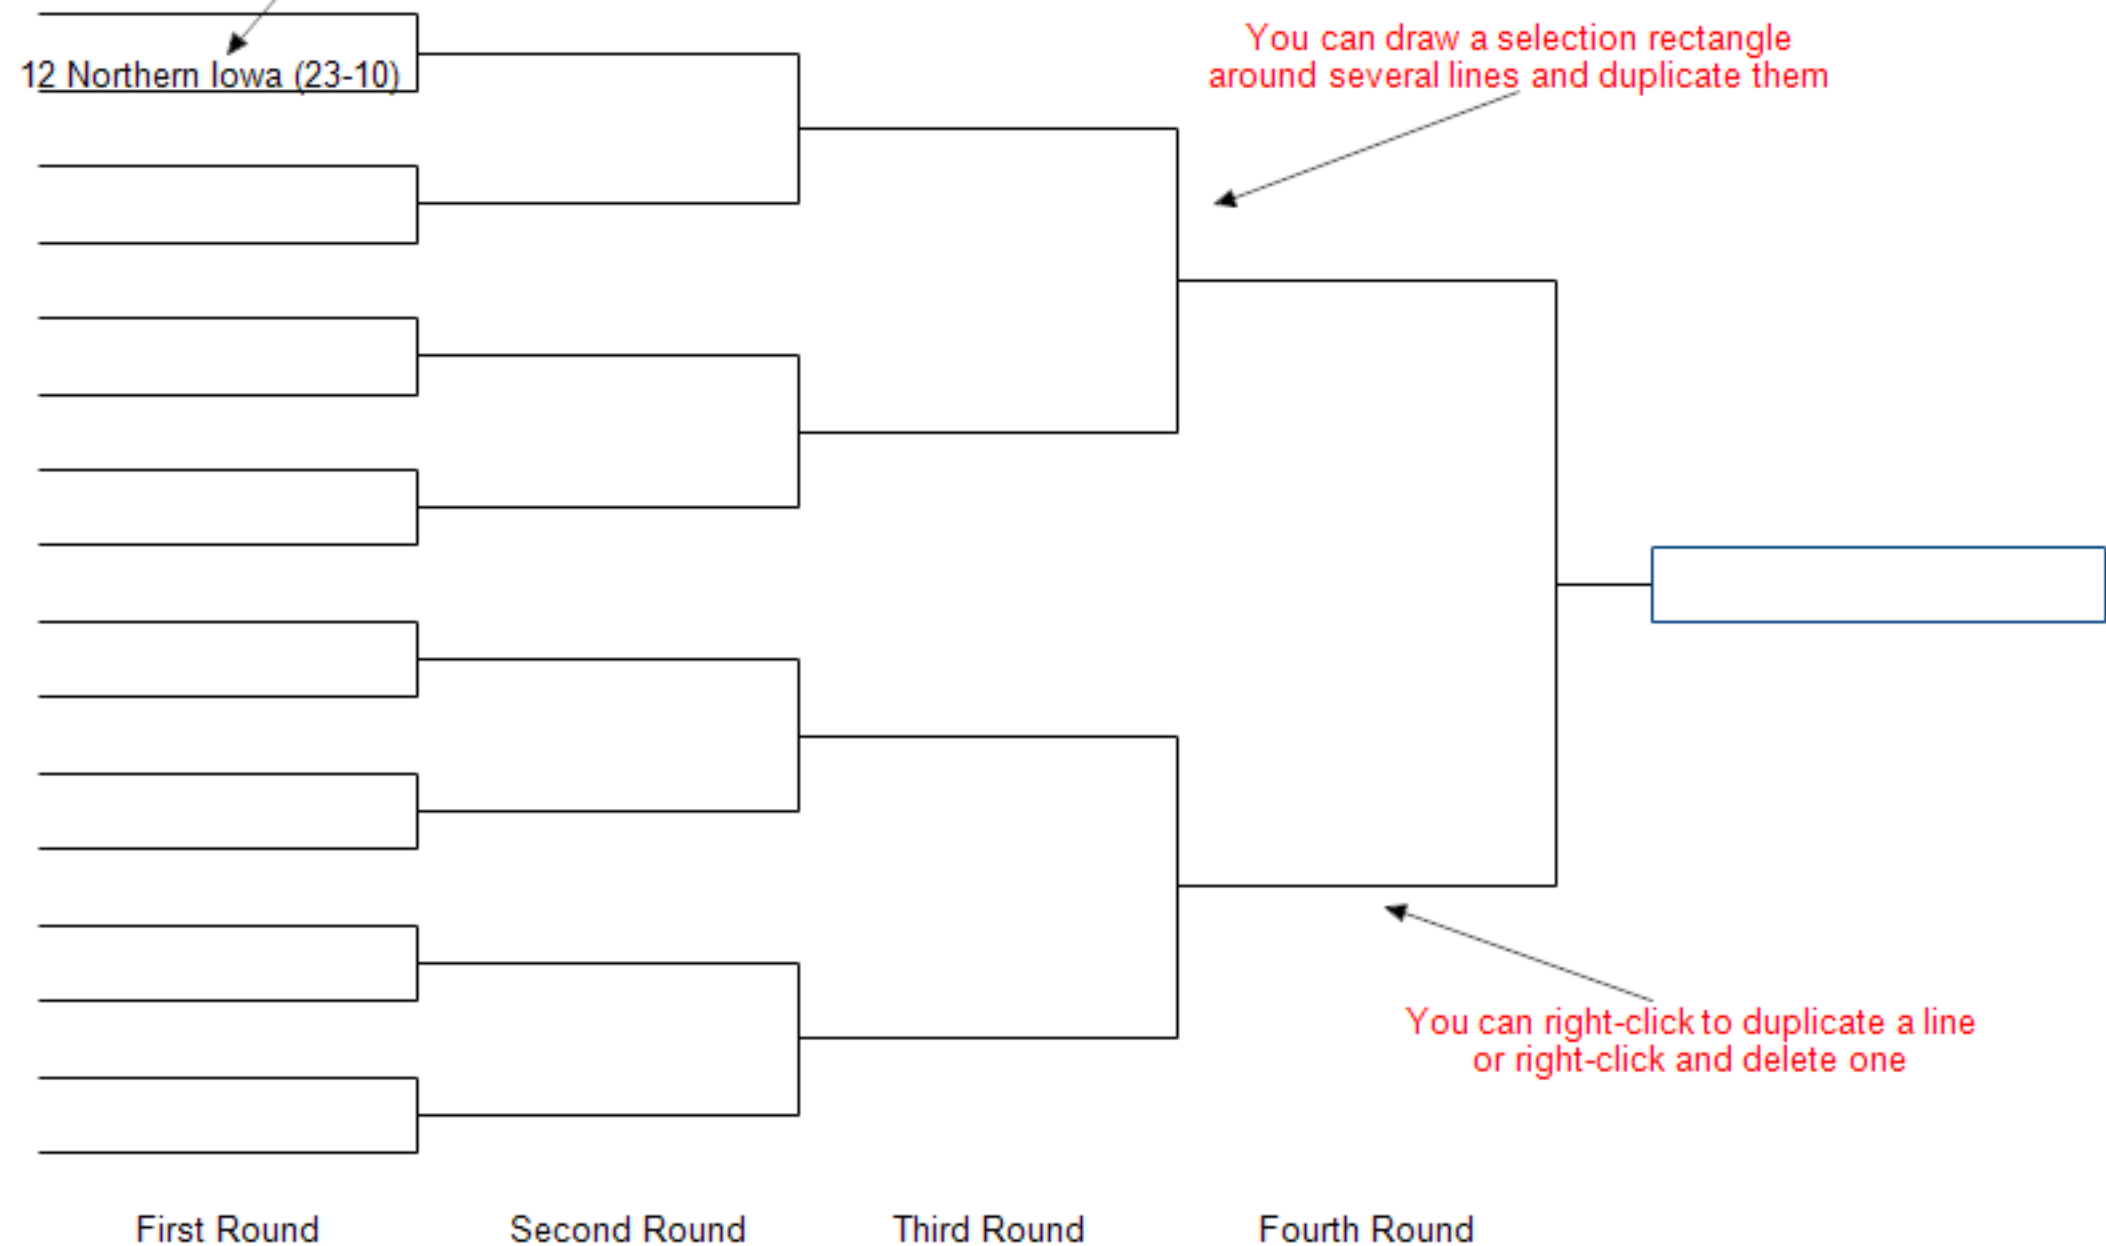 You can draw a selection rectangle
around several lines and duplicate them
12 Northern Iowa (23-10)
You can right-click to duplicate a line
or right-click and delete one
First Round
Second Round
Third Round
Fourth Round